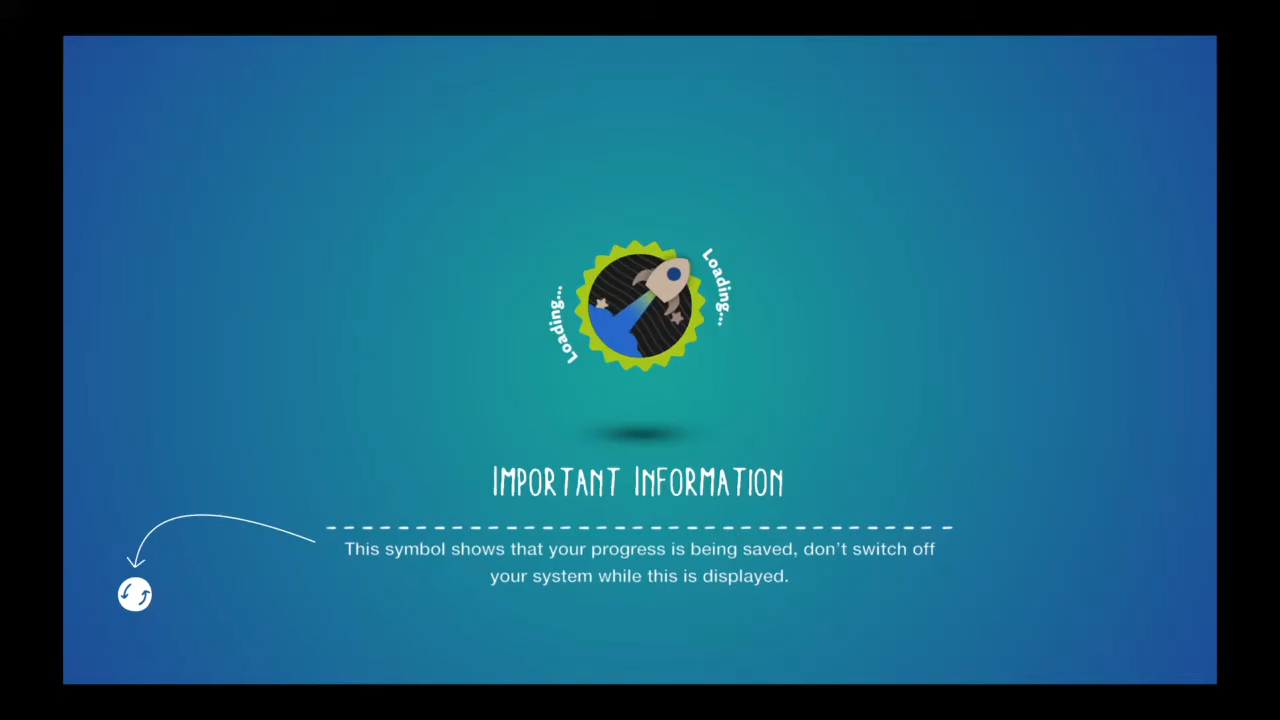 Loading...
Loading...
Important Information
This symbol shows that your progress is being saved, don't switch off
your system while this is displayed.